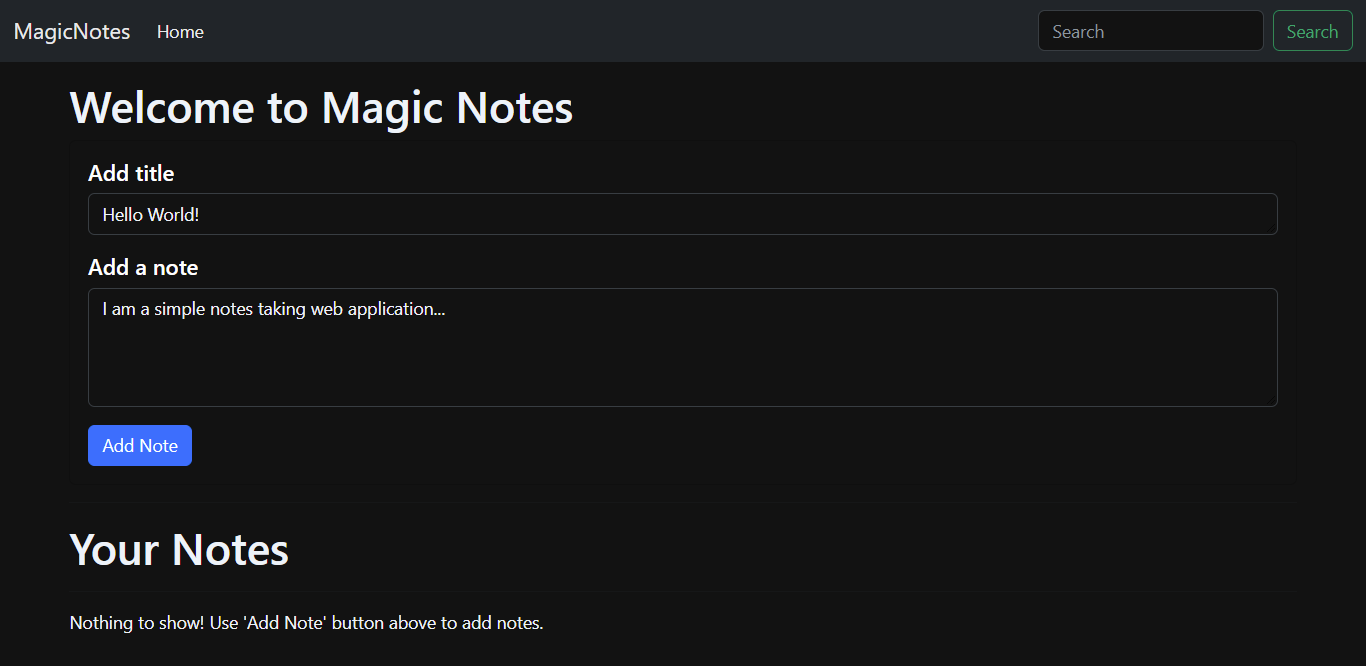 MagicNotes Home Search Search
Welcome to Magic Notes
Add title
Hello World!
Add a note
I am a simple notes taking web application...
Add Note
Your Notes
Nothing to show! Use 'Add Note' button above to add notes.